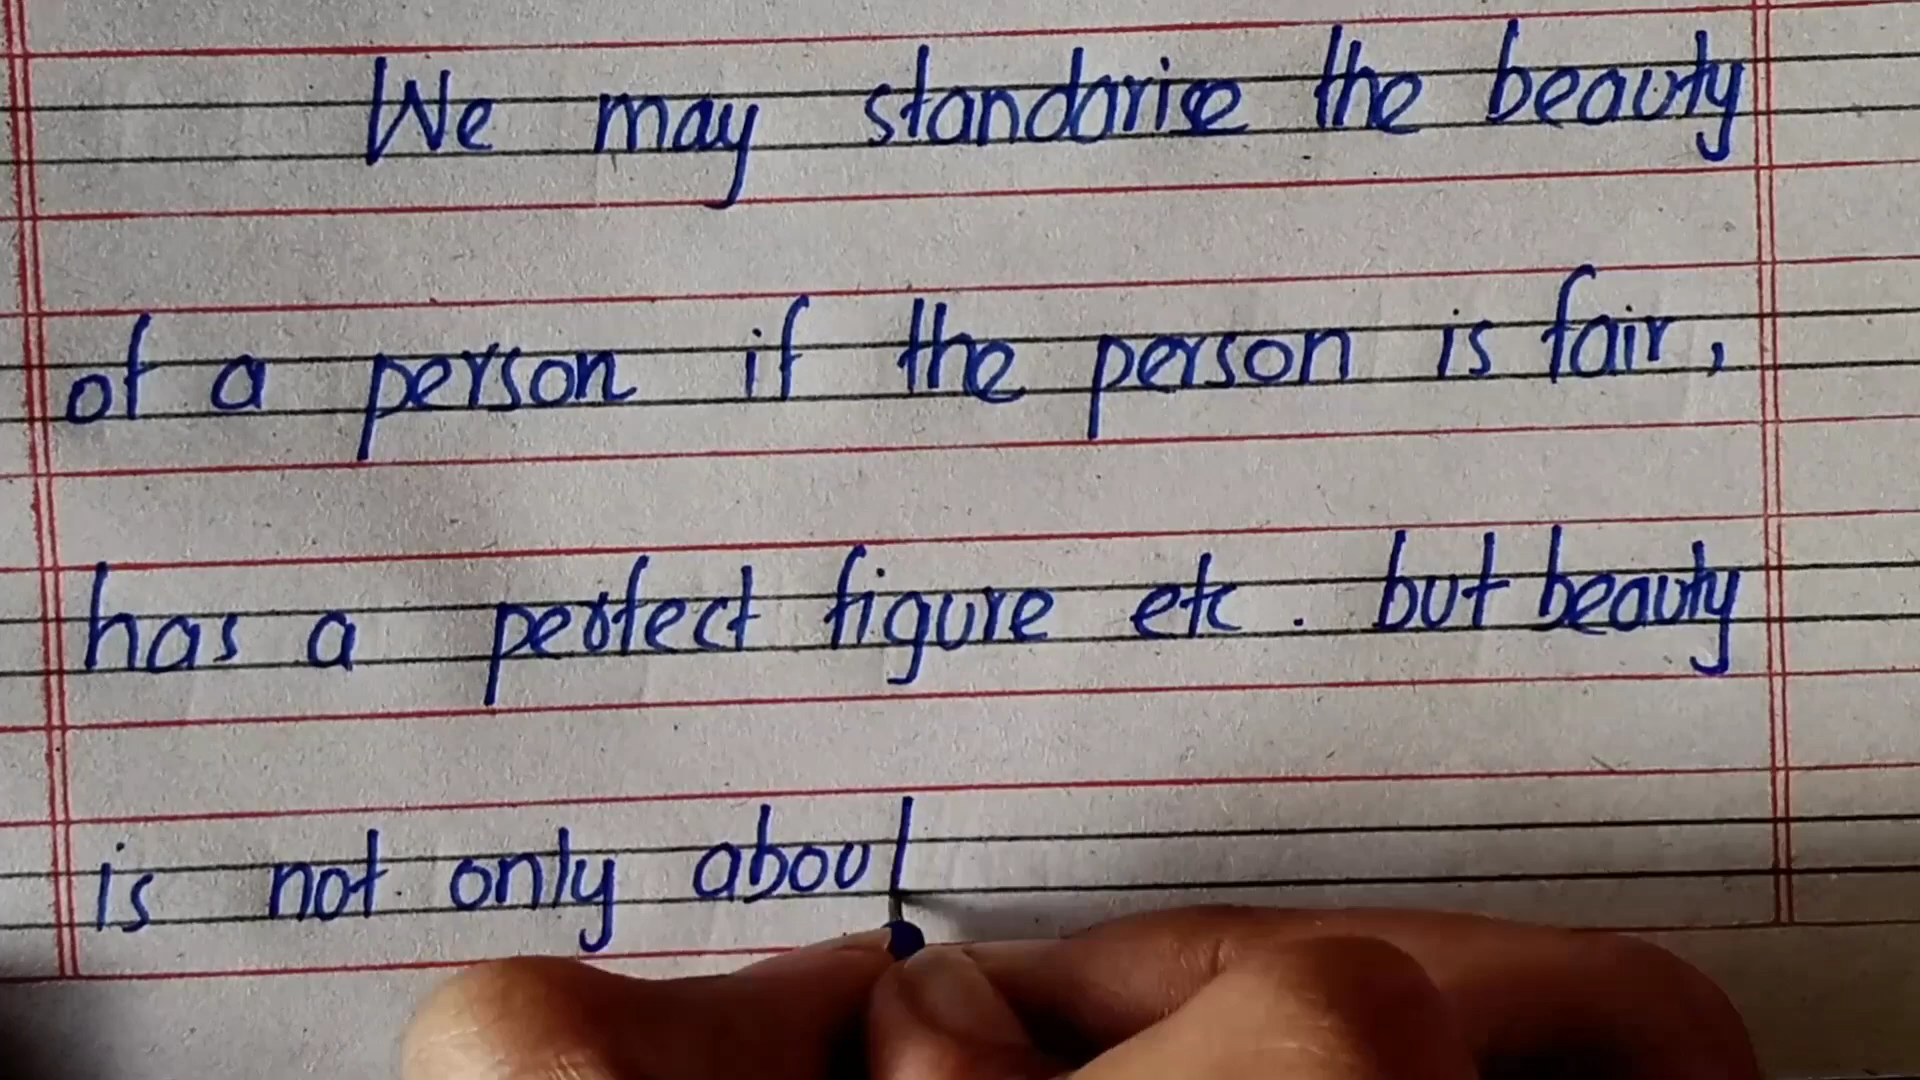 We may standarise the beauty
of a person if the person is fair,
has a perfect figure etc. but beauty
is not only about